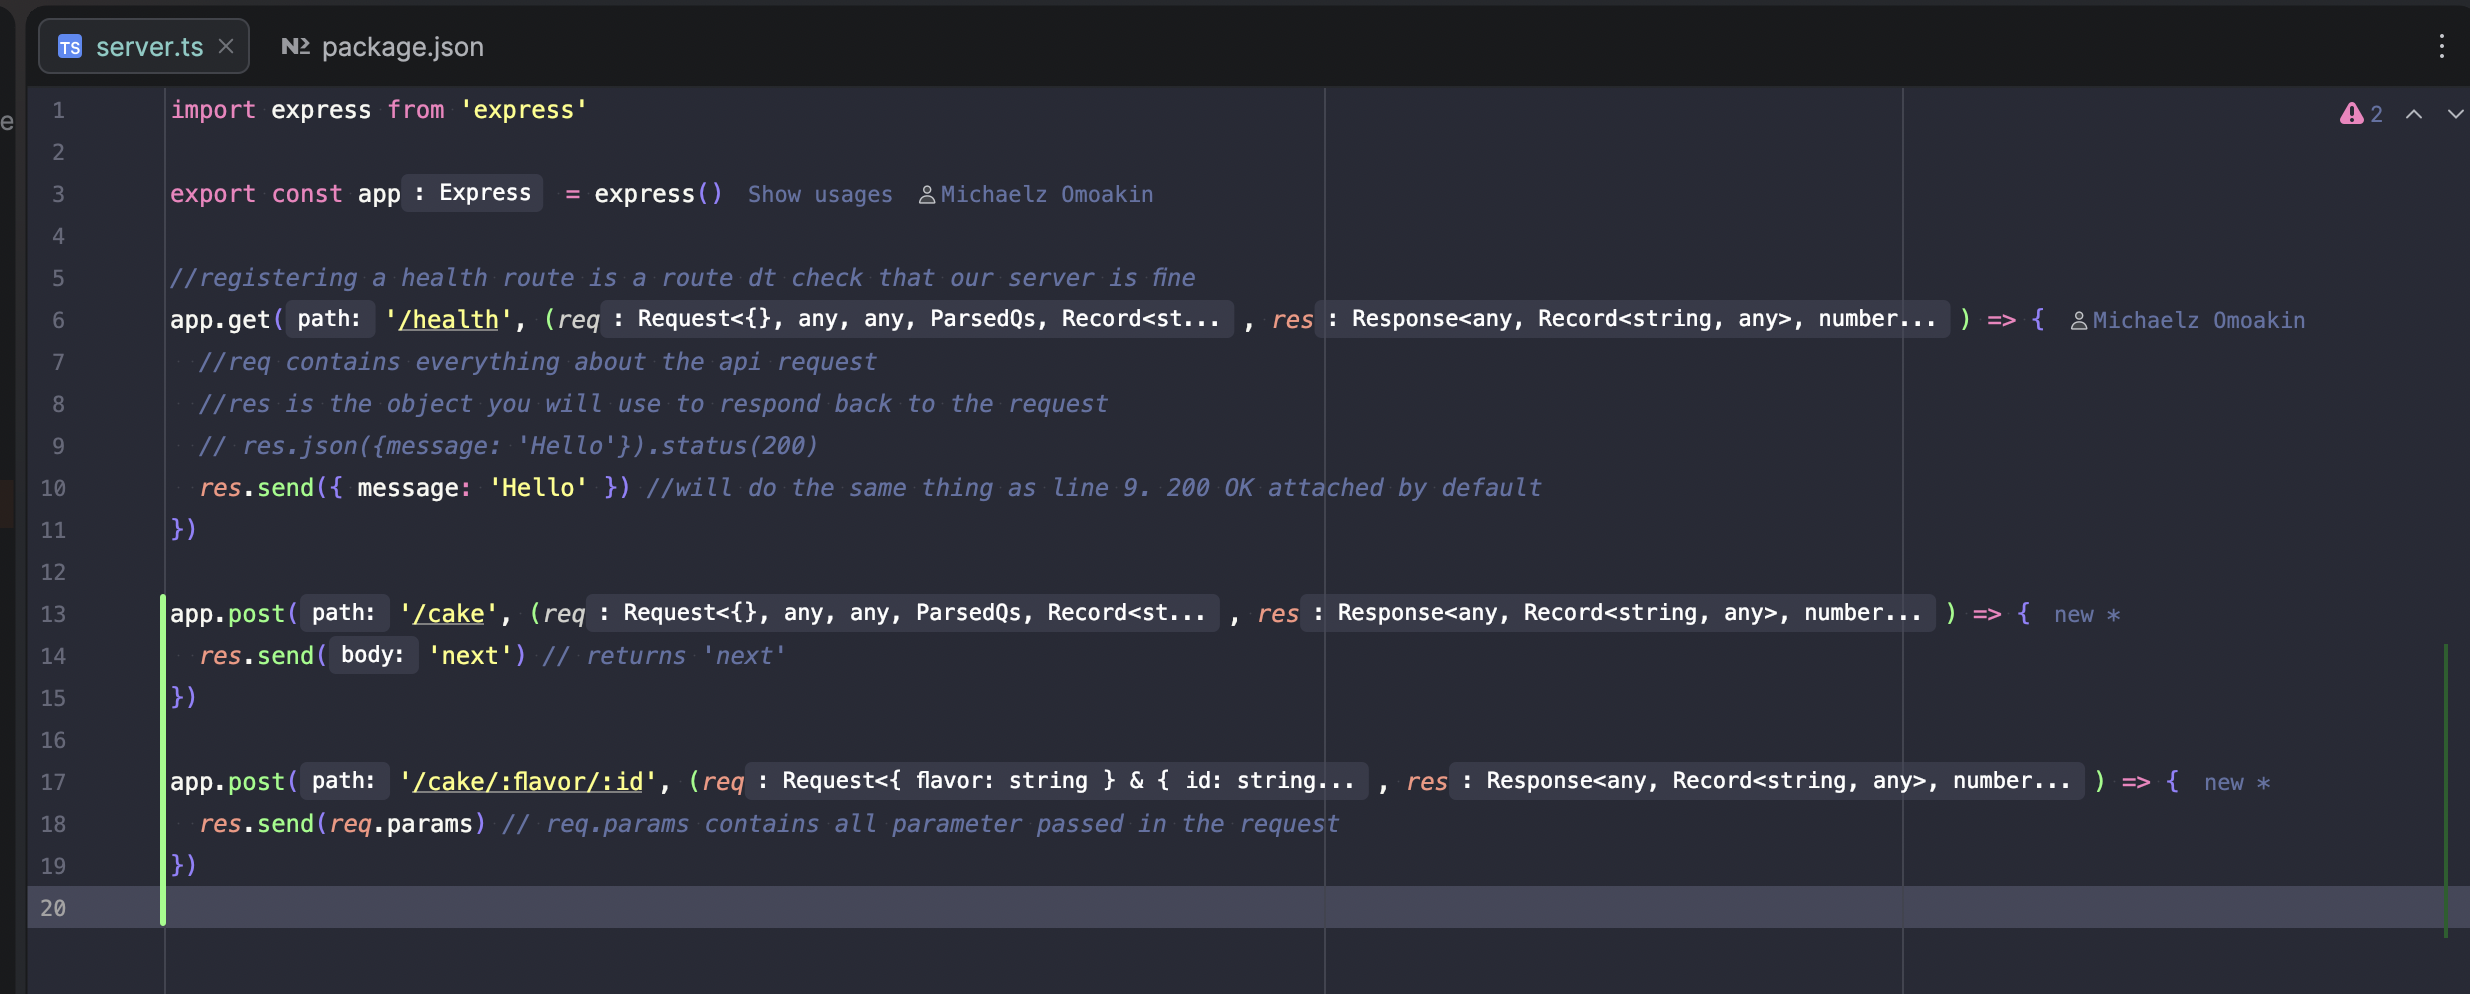 server.ts
package.json
e
2
1 import express from 'express'
2
3 export const app : Express = express() Show usages Michaelz Omoakin
4
5 //registering a health route is a route dt check that our server is fine
6 app.get( path: '/health', (req : Request<{}, any, any, ParsedQs, Record<st... , res : Response<any, Record<string, any>, number... ) => { Michaelz Omoakin
7 //req contains everything about the api request
8 //res is the object you will use to respond back to the request
9 // res.json({message: 'Hello'}).status(200)
10 res.send({ message: 'Hello' }) //will do the same thing as line 9. 200 OK attached by default
11 })
12
13 app.post( path: '/cake', (req : Request<{}, any, any, ParsedQs, Record<st... , res : Response<any, Record<string, any>, number... ) => { new *
14 res.send( body: 'next') // returns 'next'
15 })
16
17 app.post( path: '/cake/:flavor/:id', (req : Request<{ flavor: string } & { id: string... , res : Response<any, Record<string, any>, number... ) => { new *
18 res.send(req.params) // req.params contains all parameter passed in the request
19 })
20